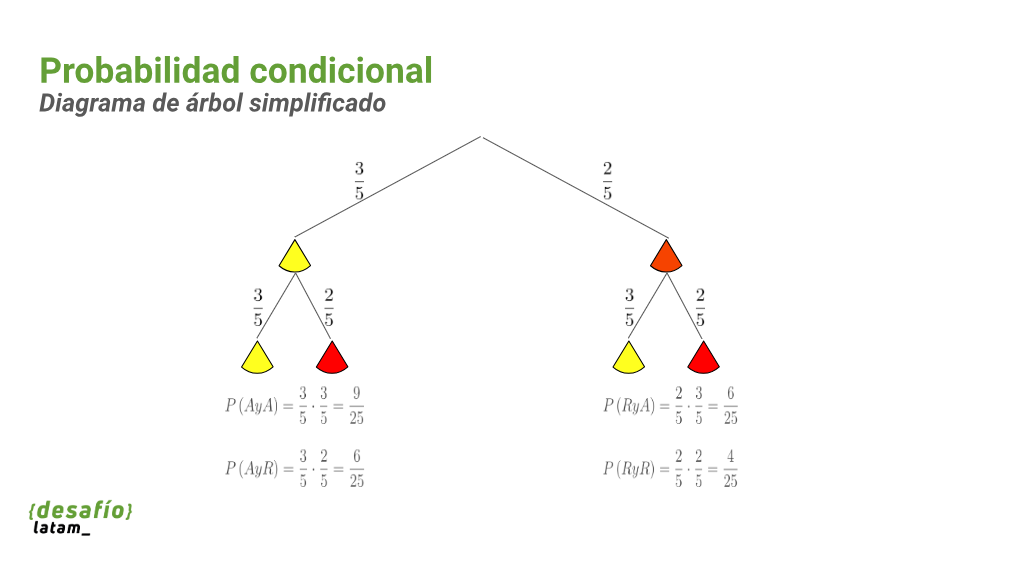 Probabilidad condicional
Diagrama de árbol simplificado
3/5
2/5
3/5
2/5
3/5
2/5
P (AyA) = 3/5 · 3/5 = 9/25
P (RyA) = 2/5 · 3/5 = 6/25
P (AyR) = 3/5 · 2/5 = 6/25
P (RyR) = 2/5 · 2/5 = 4/25
{desafío}
latam_